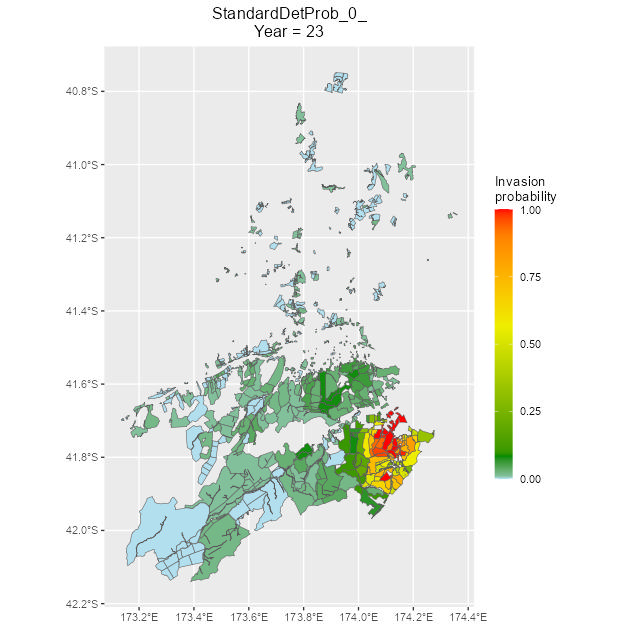 StandardDetProb_0_
Year = 23
40.8°S
41.0°S
41.2°S
41.4°S
41.6°S
41.8°S
42.0°S
42.2°S
173.2°E 173.4°E 173.6°E 173.8°E 174.0°E 174.2°E 174.4°E
Invasion
probability
1.00
0.75
0.50
0.25
0.00